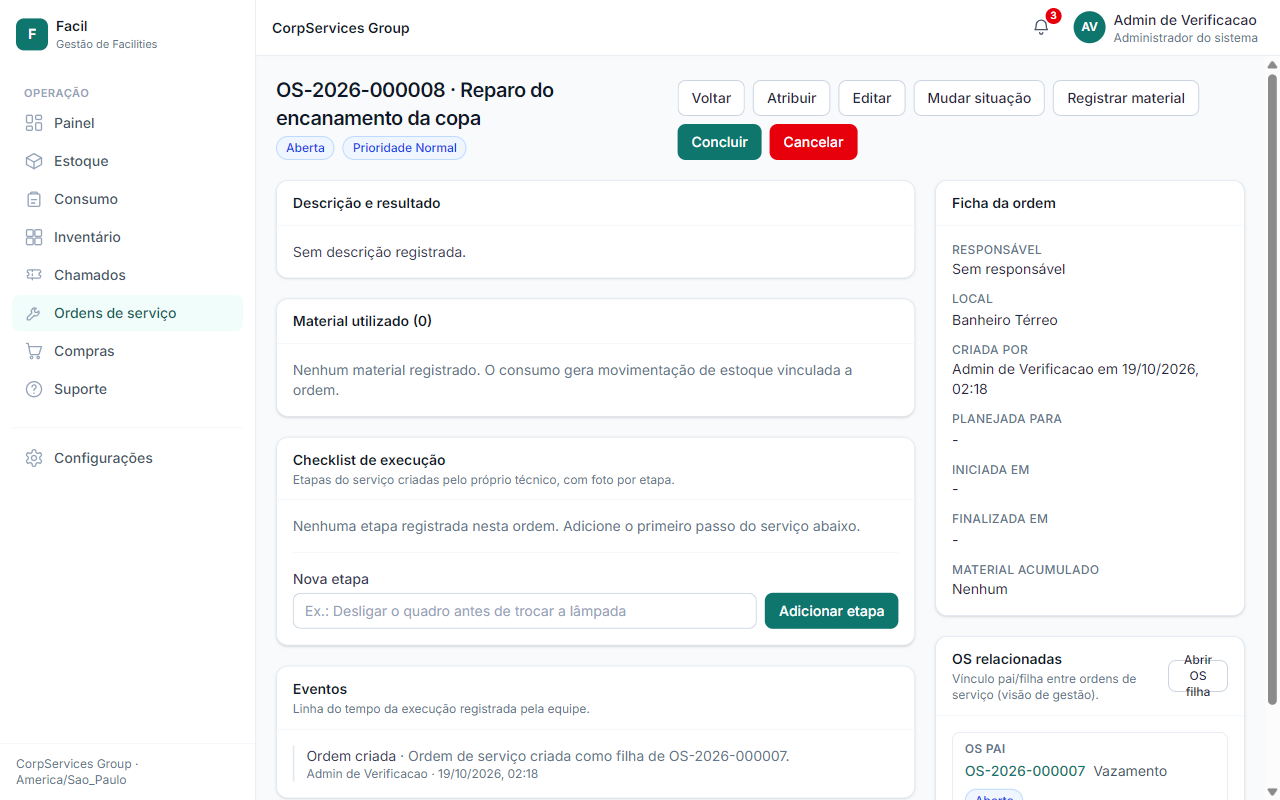 F
Facil
Gestão de Facilities
OPERAÇÃO
Painel
Estoque
Consumo
Inventário
Chamados
Ordens de serviço
Compras
Suporte
Configurações
CorpServices Group ·
America/Sao_Paulo
CorpServices Group
3
AV
Admin de Verificacao
Administrador do sistema
OS-2026-000008 · Reparo do
encanamento da copa
Aberta
Prioridade Normal
Voltar
Atribuir
Editar
Mudar situação
Registrar material
Concluir
Cancelar
Descrição e resultado
Sem descrição registrada.
Material utilizado (0)
Nenhum material registrado. O consumo gera movimentação de estoque vinculada a
ordem.
Checklist de execução
Etapas do serviço criadas pelo próprio técnico, com foto por etapa.
Nenhuma etapa registrada nesta ordem. Adicione o primeiro passo do serviço abaixo.
Nova etapa
Ex.: Desligar o quadro antes de trocar a lâmpada
Adicionar etapa
Eventos
Linha do tempo da execução registrada pela equipe.
Ordem criada · Ordem de serviço criada como filha de OS-2026-000007.
Admin de Verificacao · 19/10/2026, 02:18
Ficha da ordem
RESPONSÁVEL
Sem responsável
LOCAL
Banheiro Térreo
CRIADA POR
Admin de Verificacao em 19/10/2026,
02:18
PLANEJADA PARA
-
INICIADA EM
-
FINALIZADA EM
-
MATERIAL ACUMULADO
Nenhum
OS relacionadas
Vínculo pai/filha entre ordens de
serviço (visão de gestão).
Abrir
OS
filha
OS PAI
OS-2026-000007 Vazamento
Aberta